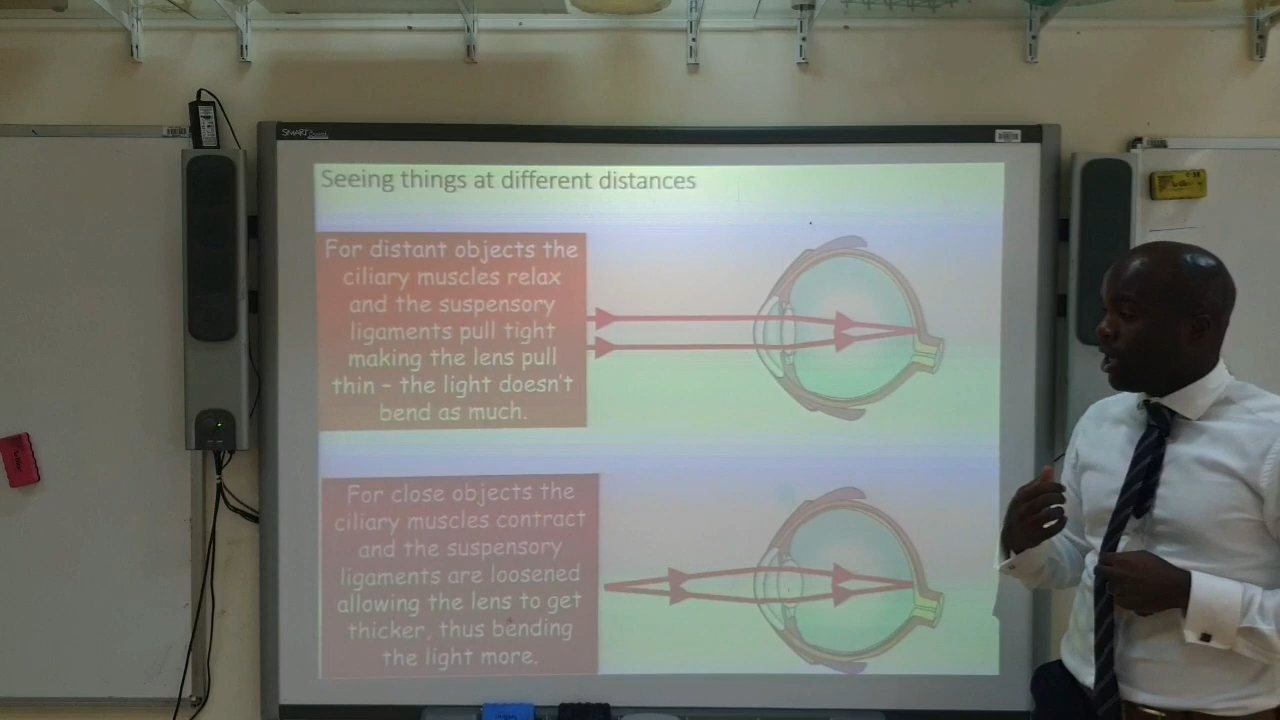 SMART Board
Seeing things at different distances
For distant objects the
ciliary muscles relax
and the suspensory
ligaments pull tight
making the lens pull
thin – the light doesn't
bend as much.
For close objects the
ciliary muscles contract
and the suspensory
ligaments are loosened
allowing the lens to get
thicker, thus bending
the light more.